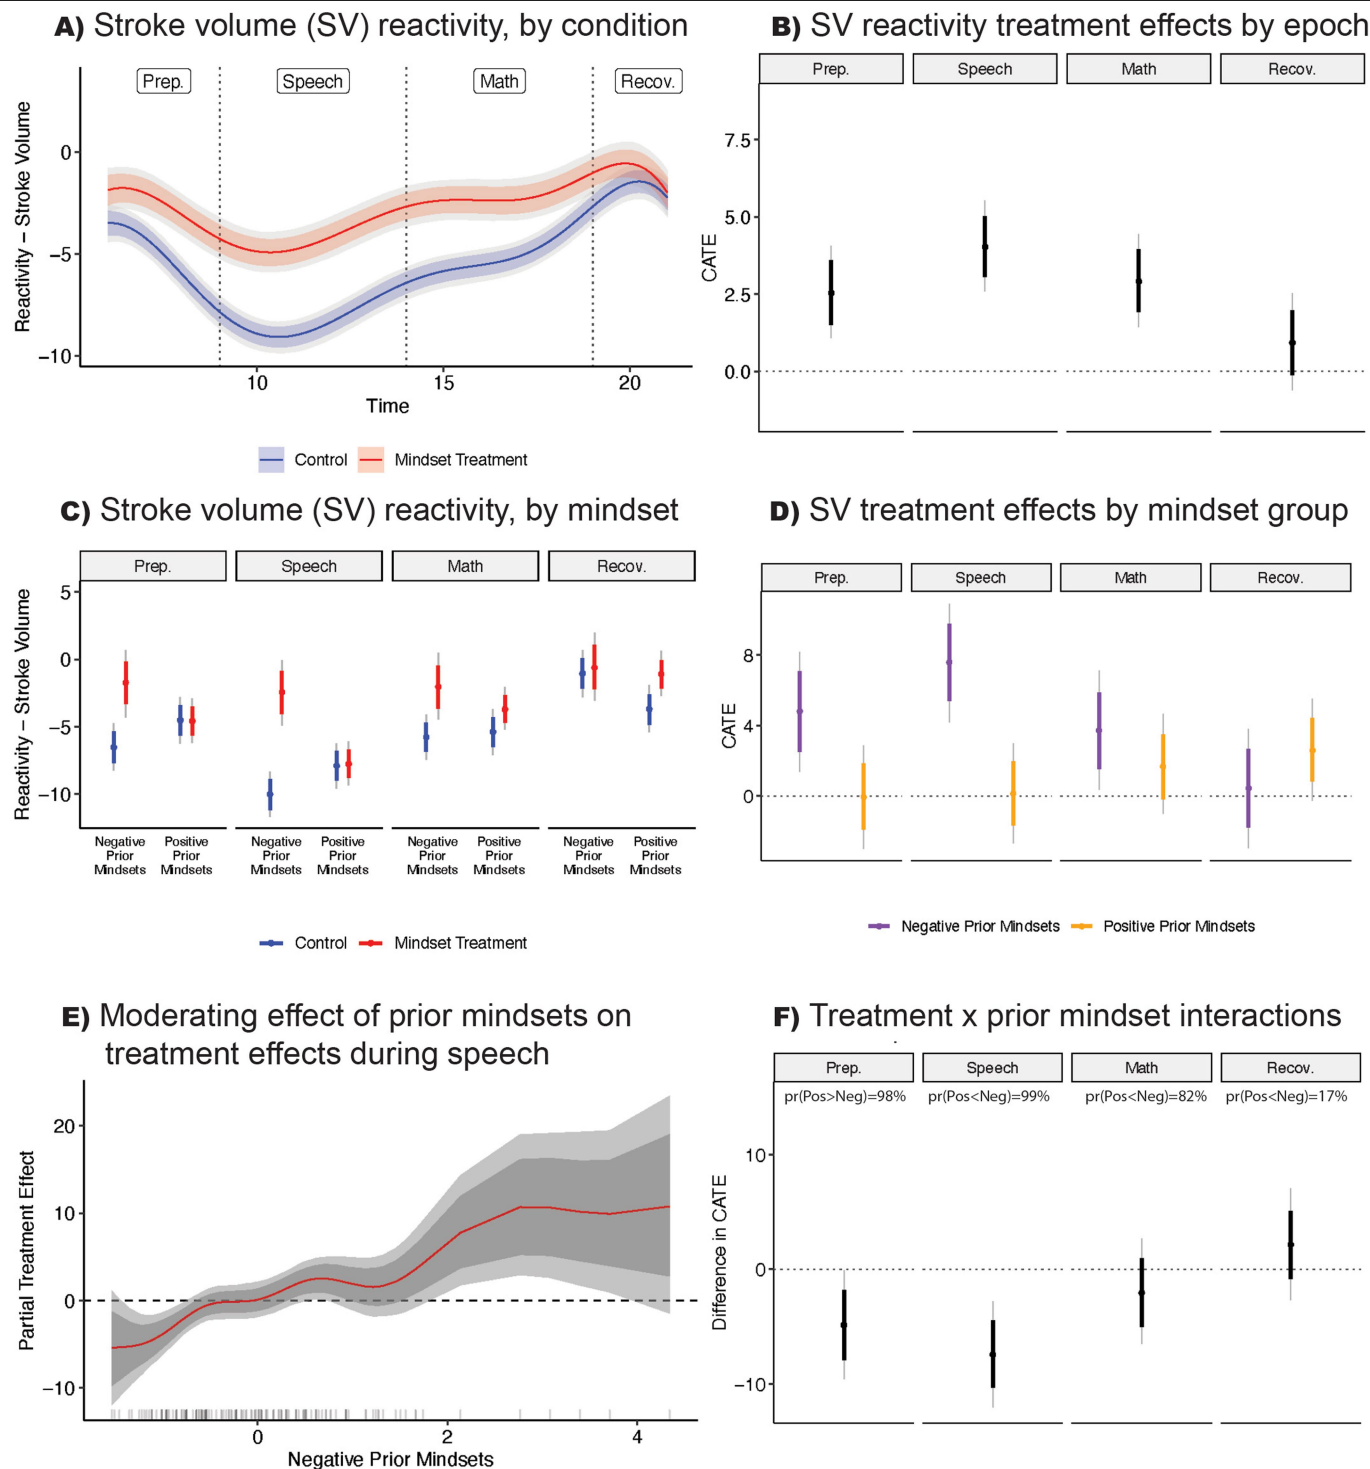 A) Stroke volume (SV) reactivity, by condition
Prep. Speech Math Recov.
Reactivity – Stroke Volume
0
−5
−10
10 15 20
Time
Control Mindset Treatment
B) SV reactivity treatment effects by epoch
Prep. Speech Math Recov.
CATE
7.5
5.0
2.5
0.0
C) Stroke volume (SV) reactivity, by mindset
Prep. Speech Math Recov.
Reactivity – Stroke Volume
5
0
−5
−10
Negative Positive Negative Positive Negative Positive Negative Positive
Prior Prior Prior Prior Prior Prior Prior Prior
Mindsets Mindsets Mindsets Mindsets Mindsets Mindsets Mindsets Mindsets
Control Mindset Treatment
D) SV treatment effects by mindset group
Prep. Speech Math Recov.
CATE
8
4
0
Negative Prior Mindsets Positive Prior Mindsets
E) Moderating effect of prior mindsets on
treatment effects during speech
Partial Treatment Effect
20
10
0
−10
0 2 4
Negative Prior Mindsets
F) Treatment x prior mindset interactions
Prep. Speech Math Recov.
pr(Pos>Neg)=98% pr(Pos<Neg)=99% pr(Pos<Neg)=82% pr(Pos<Neg)=17%
Difference in CATE
10
0
−10